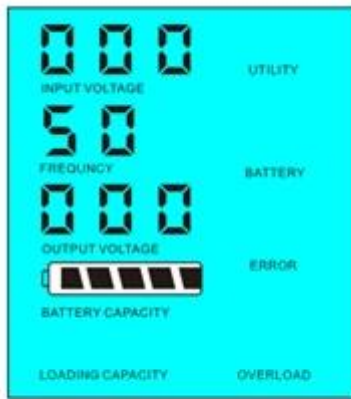 000
UTILITY
INPUT VOLTAGE
50
FREQUNCY
BATTERY
000
OUTPUT VOLTAGE
ERROR
BATTERY CAPACITY
LOADING CAPACITY
OVERLOAD